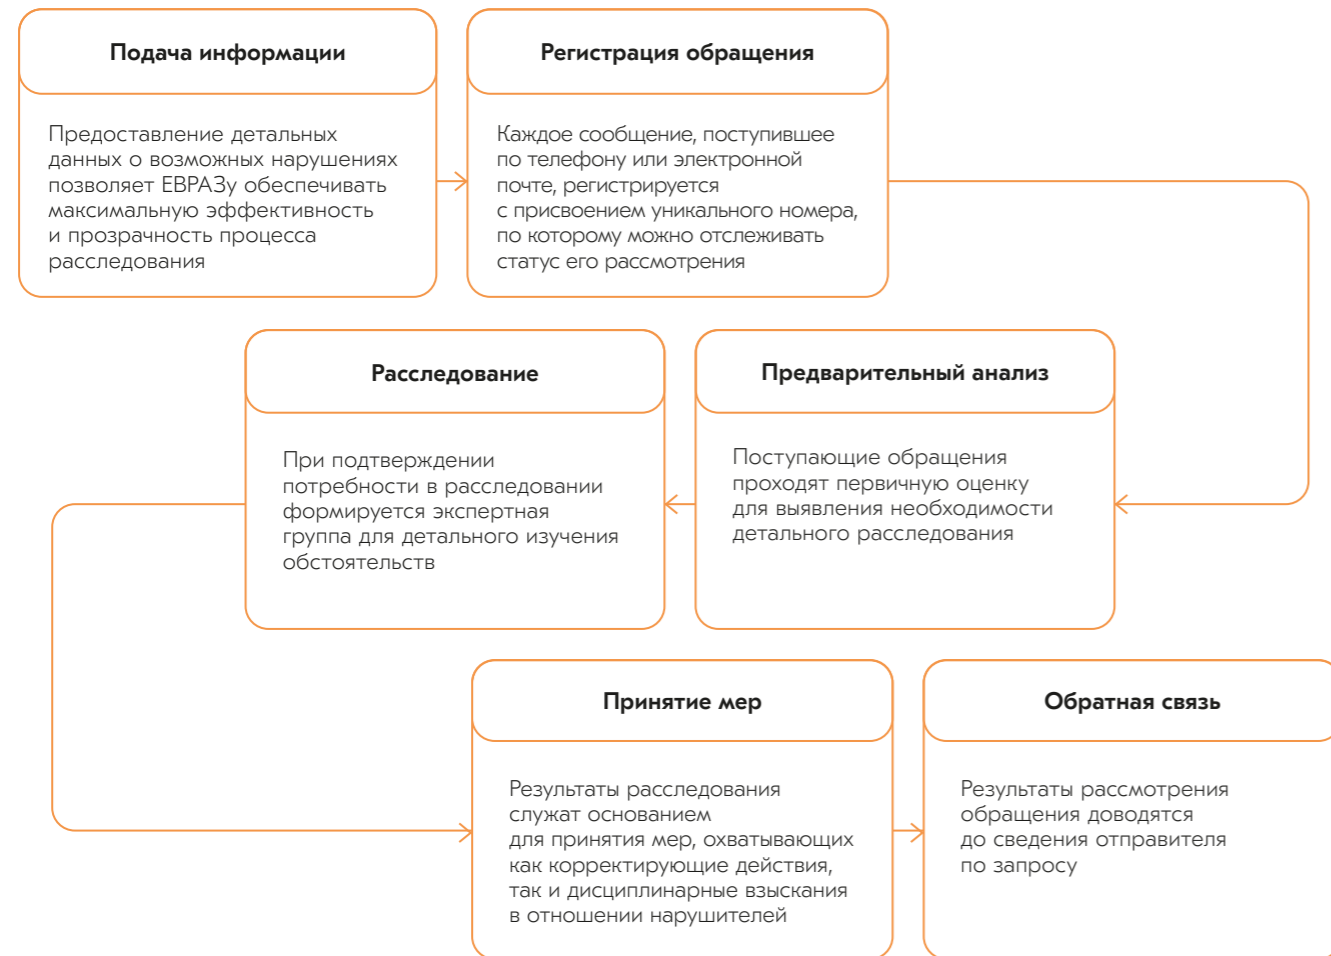 Подача информации
Предоставление детальных
данных о возможных нарушениях
позволяет ЕВРАЗу обеспечивать
максимальную эффективность
и прозрачность процесса
расследования
Регистрация обращения
Каждое сообщение, поступившее
по телефону или электронной
почте, регистрируется
с присвоением уникального номера,
по которому можно отслеживать
статус его рассмотрения
Предварительный анализ
Поступающие обращения
проходят первичную оценку
для выявления необходимости
детального расследования
Расследование
При подтверждении
потребности в расследовании
формируется экспертная
группа для детального изучения
обстоятельств
Принятие мер
Результаты расследования
служат основанием
для принятия мер, охватывающих
как корректирующие действия,
так и дисциплинарные взыскания
в отношении нарушителей
Обратная связь
Результаты рассмотрения
обращения доводятся
до сведения отправителя
по запросу